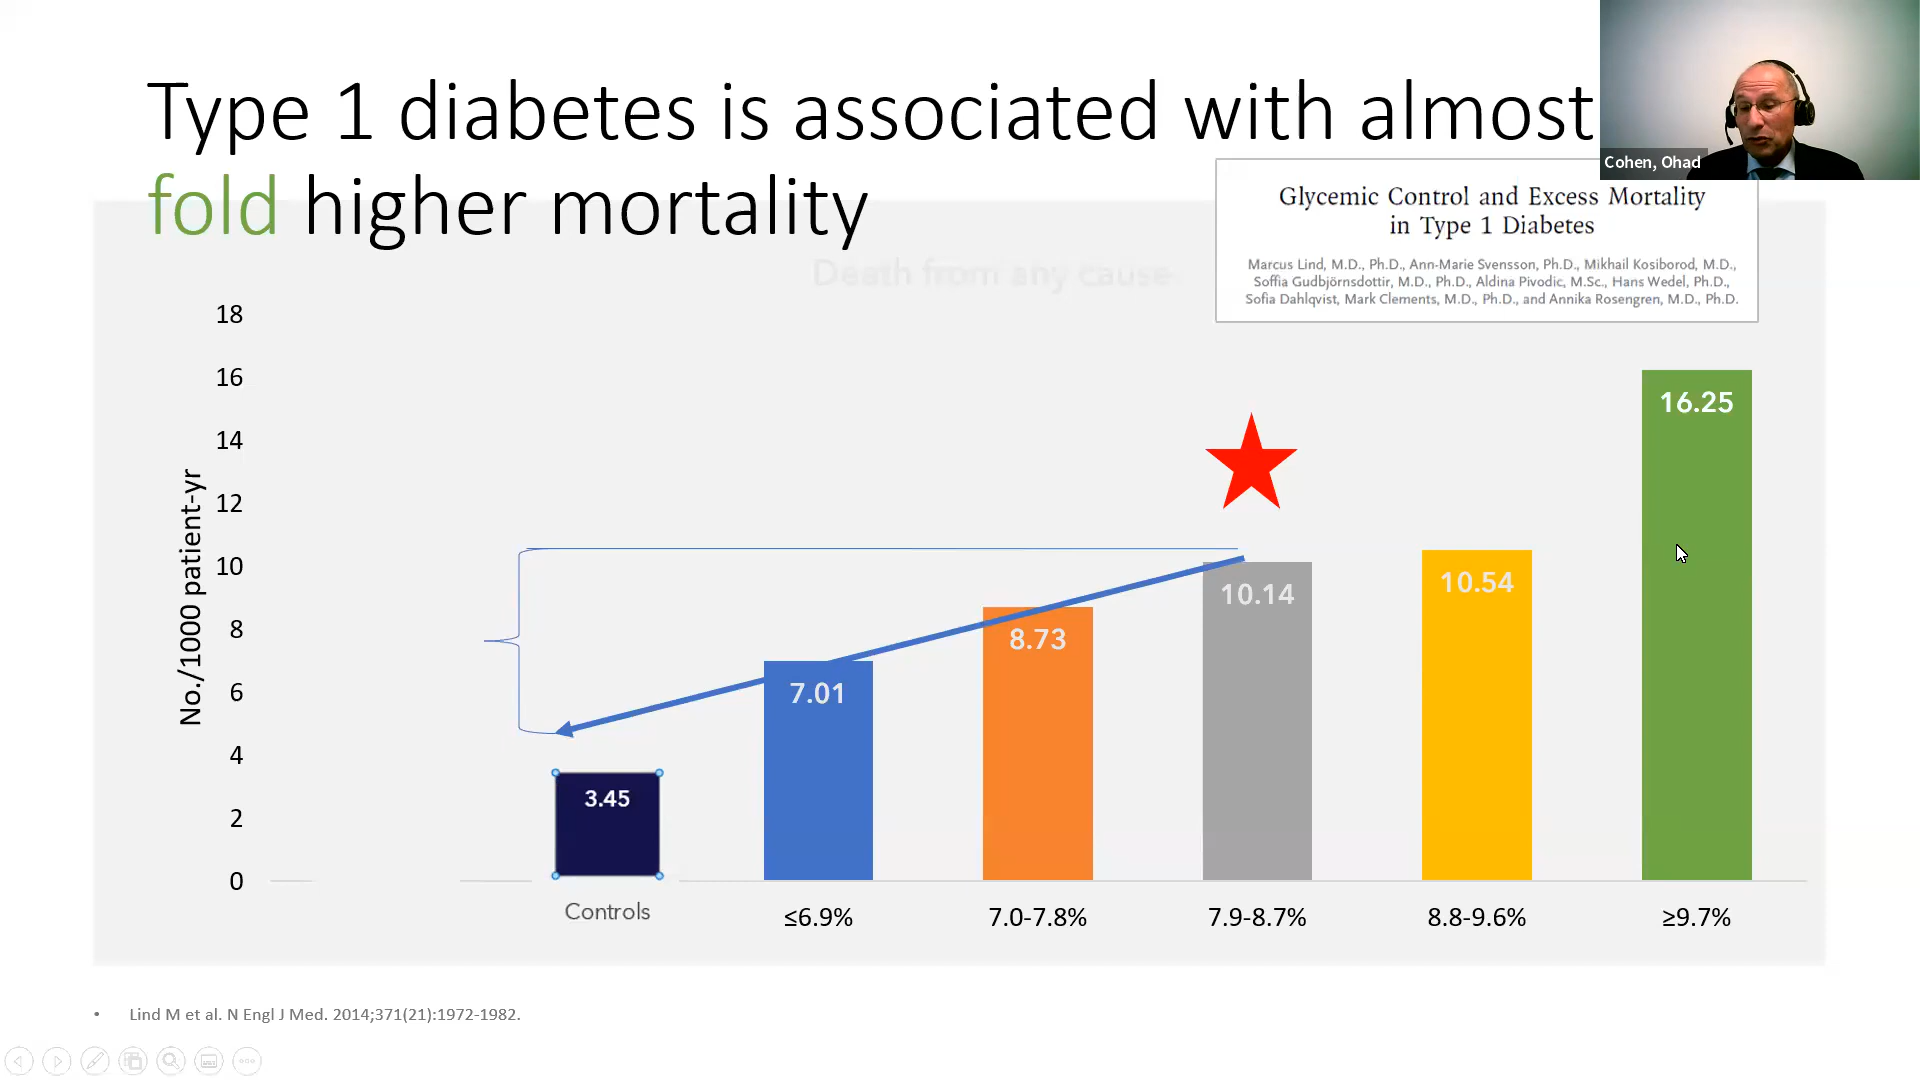 Type 1 diabetes is associated with almost
fold higher mortality
Cohen, Ohad
Glycemic Control and Excess Mortality
in Type 1 Diabetes
Marcus Lind, M.D., Ph.D., Ann-Marie Svensson, Ph.D., Mikhail Kosiborod, M.D.,
Soffia Gudbjörnsdottir, M.D., Ph.D., Aldina Pivodic, M.Sc., Hans Wedel, Ph.D.,
Sofia Dahlqvist, Mark Clements, M.D., Ph.D., and Annika Rosengren, M.D., Ph.D.
Death from any cause
No./1000 patient-yr
18
16
14
12
10
8
6
4
2
0
3.45
7.01
8.73
10.14
10.54
16.25
Controls
≤6.9%
7.0-7.8%
7.9-8.7%
8.8-9.6%
≥9.7%
• Lind M et al. N Engl J Med. 2014;371(21):1972-1982.